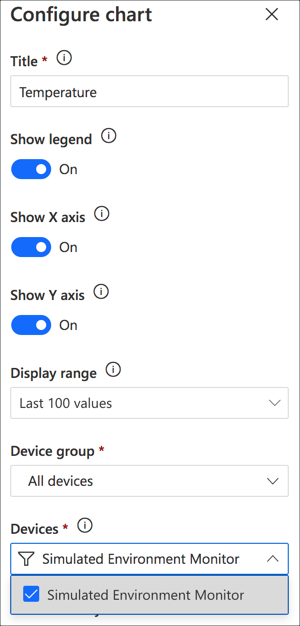 Configure chart
Title *
Temperature
Show legend
On
Show X axis
On
Show Y axis
On
Display range
Last 100 values
Device group *
All devices
Devices *
Simulated Environment Monitor
Simulated Environment Monitor